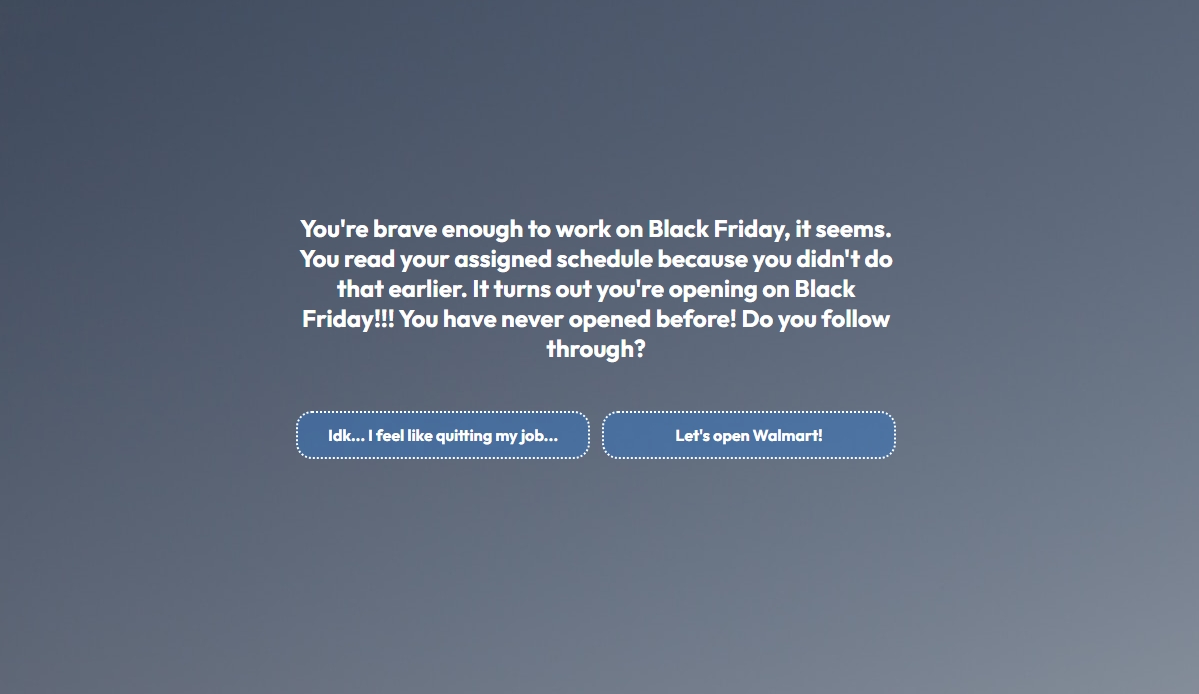 You're brave enough to work on Black Friday, it seems.
You read your assigned schedule because you didn't do
that earlier. It turns out you're opening on Black
Friday!!! You have never opened before! Do you follow
through?
Idk... I feel like quitting my job...
Let's open Walmart!